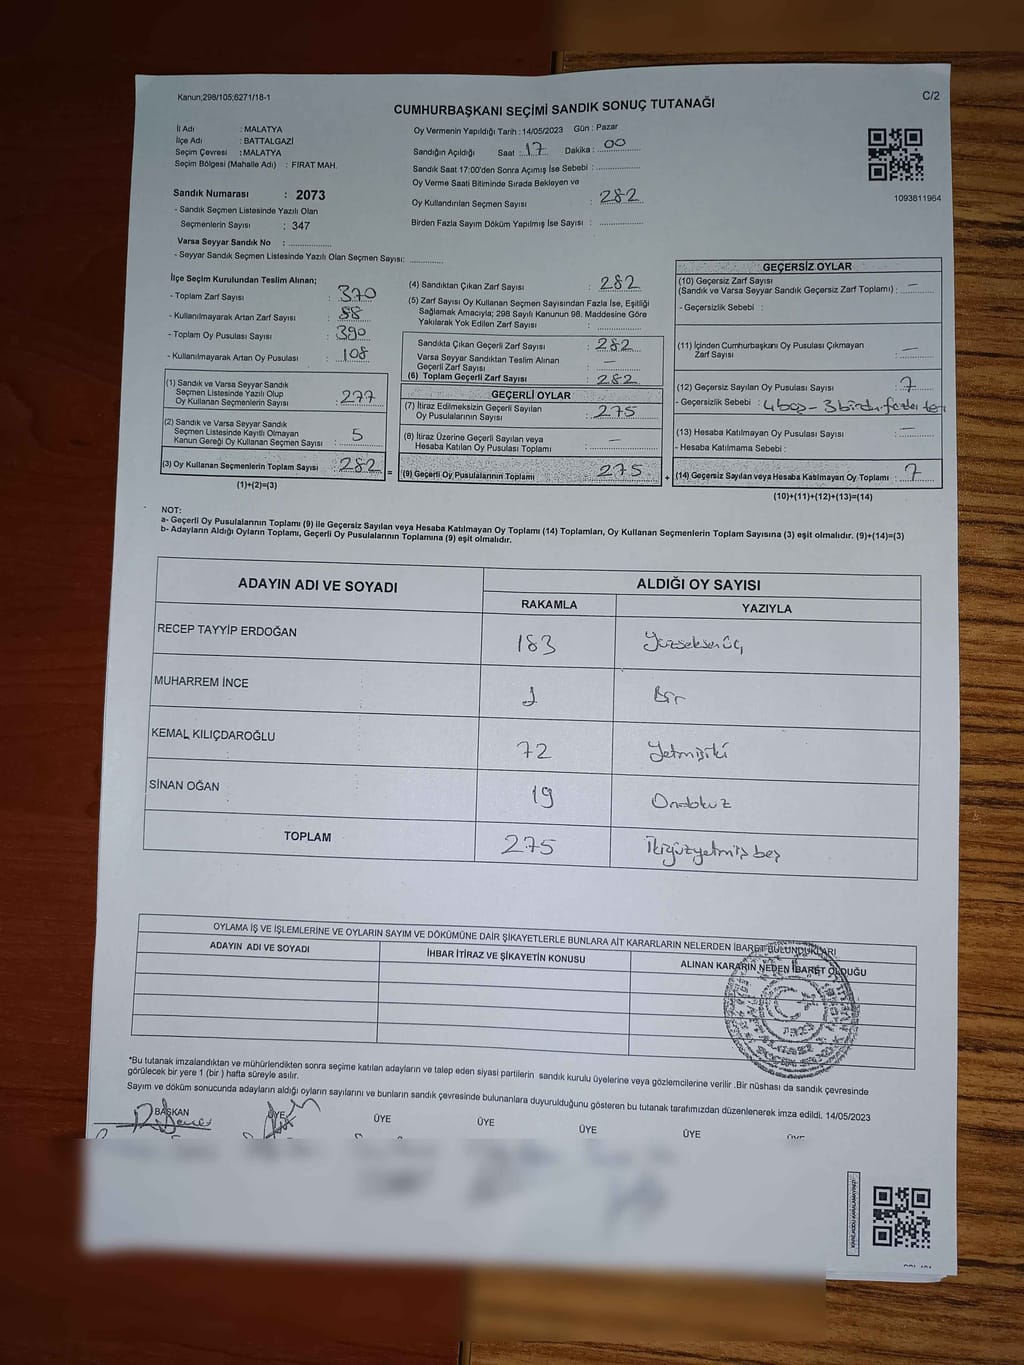 Kanun;298/105;6271/18-1
C/2
CUMHURBAŞKANI SEÇİMİ SANDIK SONUÇ TUTANAĞI
İl Adı : MALATYA
İlçe Adı : BATTALGAZİ
Seçim Çevresi : MALATYA
Seçim Bölgesi (Mahalle Adı) : FIRAT MAH.
Sandık Numarası : 2073
- Sandık Seçmen Listesinde Yazılı Olan
Seçmenlerin Sayısı : 347
Varsa Seyyar Sandık No :
- Seyyar Sandık Seçmen Listesinde Yazılı Olan Seçmen Sayısı:
Oy Vermenin Yapıldığı Tarih : 14/05/2023 Gün : Pazar
Sandığın Açıldığı Saat : 17 Dakika : 00
Sandık Saat 17:00'den Sonra Açımış İse Sebebi :
Oy Verme Saati Bitiminde Sırada Bekleyen ve
Oy Kullandırılan Seçmen Sayısı : 282
Birden Fazla Sayım Döküm Yapılmış İse Sayısı :
1093811964
İlçe Seçim Kurulundan Teslim Alınan;
- Toplam Zarf Sayısı : 370
- Kullanılmayarak Artan Zarf Sayısı : 88
- Toplam Oy Pusulası Sayısı : 390
- Kullanılmayarak Artan Oy Pusulası : 108
(1) Sandık ve Varsa Seyyar Sandık
Seçmen Listesinde Yazılı Olup
Oy Kullanan Seçmenlerin Sayısı : 277
(2) Sandık ve Varsa Seyyar Sandık
Seçmen Listesinde Kayıtlı Olmayan
Kanun Gereği Oy Kullanan Seçmen Sayısı : 5
(3) Oy Kullanan Seçmenlerin Toplam Sayısı : 282
(1)+(2)=(3)
(4) Sandıktan Çıkan Zarf Sayısı : 282
(5) Zarf Sayısı Oy Kullanan Seçmen Sayısından Fazla İse, Eşitliği
Sağlamak Amacıyla; 298 Sayılı Kanunun 98. Maddesine Göre
Yakılarak Yok Edilen Zarf Sayısı :
Sandıkta Çıkan Geçerli Zarf Sayısı : 282
Varsa Seyyar Sandıktan Teslim Alınan
Geçerli Zarf Sayısı : —
(6) Toplam Geçerli Zarf Sayısı : 282
GEÇERLİ OYLAR
(7) İtiraz Edilmeksizin Geçerli Sayılan
Oy Pusulalarının Sayısı : 275
(8) İtiraz Üzerine Geçerli Sayılan veya
Hesaba Katılan Oy Pusulası Toplamı : —
= (9) Geçerli Oy Pusulalarının Toplamı 275
GEÇERSİZ OYLAR
(10) Geçersiz Zarf Sayısı
(Sandık ve Varsa Seyyar Sandık Geçersiz Zarf Toplamı) : —
- Geçersizlik Sebebi :
(11) İçinden Cumhurbaşkanı Oy Pusulası Çıkmayan
Zarf Sayısı : —
(12) Geçersiz Sayılan Oy Pusulası Sayısı : 7
- Geçersizlik Sebebi : 4 boş - 3 birden fazla
(13) Hesaba Katılmayan Oy Pusulası Sayısı : —
- Hesaba Katılmama Sebebi :
+ (14) Geçersiz Sayılan veya Hesaba Katılmayan Oy Toplamı : 7
(10)+(11)+(12)+(13)=(14)
NOT:
a- Geçerli Oy Pusulalarının Toplamı (9) ile Geçersiz Sayılan veya Hesaba Katılmayan Oy Toplamı (14) Toplamları, Oy Kullanan Seçmenlerin Toplam Sayısına (3) eşit olmalıdır. (9)+(14)=(3)
b- Adayların Aldığı Oyların Toplamı, Geçerli Oy Pusulalarının Toplamına (9) eşit olmalıdır.
ADAYIN ADI VE SOYADI ALDIĞI OY SAYISI
RAKAMLA YAZIYLA
RECEP TAYYİP ERDOĞAN 183 Yüzseksenüç
MUHARREM İNCE 1 Bir
KEMAL KILIÇDAROĞLU 72 Yetmişiki
SİNAN OĞAN 19 Ondokuz
TOPLAM 275 İkiyüzyetmiş beş
OYLAMA İŞ VE İŞLEMLERİNE VE OYLARIN SAYIM VE DÖKÜMÜNE DAİR ŞİKAYETLERLE BUNLARA AİT KARARLARIN NELERDEN İBARET BULUNDUKLARI
ADAYIN ADI VE SOYADI İHBAR İTİRAZ VE ŞİKAYETİN KONUSU ALINAN KARARIN NEDEN İBARET OLDUĞU
1923
*Bu tutanak imzalandıktan ve mühürlendikten sonra seçime katılan adayların ve talep eden siyasi partilerin sandık kurulu üyelerine veya gözlemcilerine verilir .Bir nüshası da sandık çevresinde
görülecek bir yere 1 (bir ) hafta süreyle asılır.
Sayım ve döküm sonucunda adayların aldığı oyların sayılarını ve bunların sandık çevresinde bulunanlara duyurulduğunu gösteren bu tutanak tarafımızdan düzenlenerek imza edildi. 14/05/2023
BAŞKAN ÜYE ÜYE ÜYE ÜYE ÜYE ÜYE